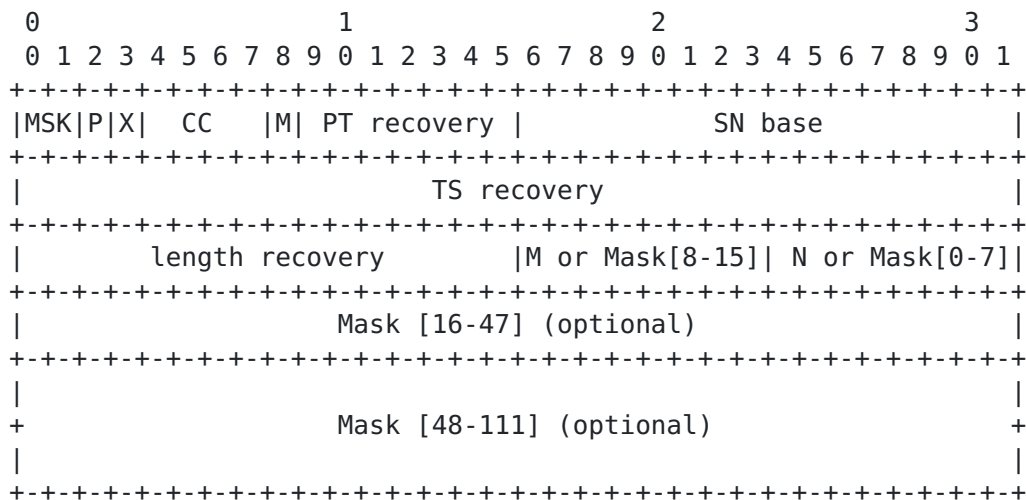 0                   1                   2                   3
 0 1 2 3 4 5 6 7 8 9 0 1 2 3 4 5 6 7 8 9 0 1 2 3 4 5 6 7 8 9 0 1
+-+-+-+-+-+-+-+-+-+-+-+-+-+-+-+-+-+-+-+-+-+-+-+-+-+-+-+-+-+-+-+-+
|MSK|P|X|  CC   |M| PT recovery |            SN base            |
+-+-+-+-+-+-+-+-+-+-+-+-+-+-+-+-+-+-+-+-+-+-+-+-+-+-+-+-+-+-+-+-+
|                          TS recovery                          |
+-+-+-+-+-+-+-+-+-+-+-+-+-+-+-+-+-+-+-+-+-+-+-+-+-+-+-+-+-+-+-+-+
|        length recovery        |M or Mask[8-15]| N or Mask[0-7]|
+-+-+-+-+-+-+-+-+-+-+-+-+-+-+-+-+-+-+-+-+-+-+-+-+-+-+-+-+-+-+-+-+
|                    Mask [16-47] (optional)                    |
+-+-+-+-+-+-+-+-+-+-+-+-+-+-+-+-+-+-+-+-+-+-+-+-+-+-+-+-+-+-+-+-+
|                                                               |
+                    Mask [48-111] (optional)                   +
|                                                               |
+-+-+-+-+-+-+-+-+-+-+-+-+-+-+-+-+-+-+-+-+-+-+-+-+-+-+-+-+-+-+-+-+